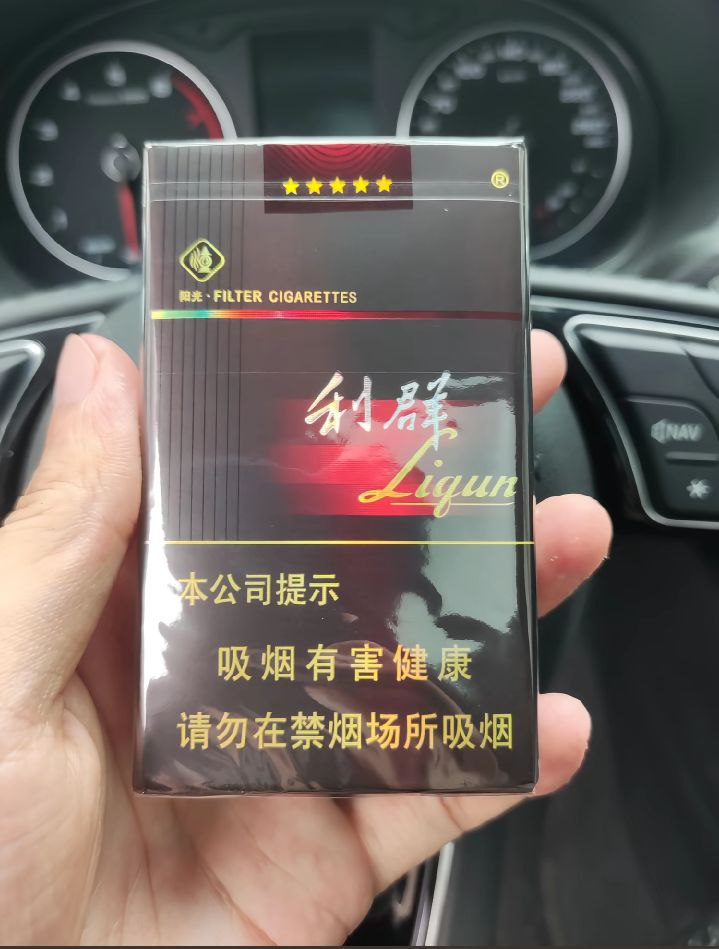 ®
阳光·FILTER CIGARETTES
利群
Liqun
本公司提示
吸烟有害健康
请勿在禁烟场所吸烟
NAV